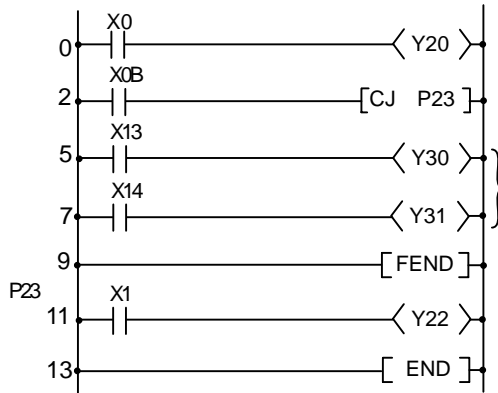 X0
0 Y20
X0B
2 CJ P23
X13
5 Y30
X14
7 Y31
9 FEND
P23 X1
11 Y22
13 END